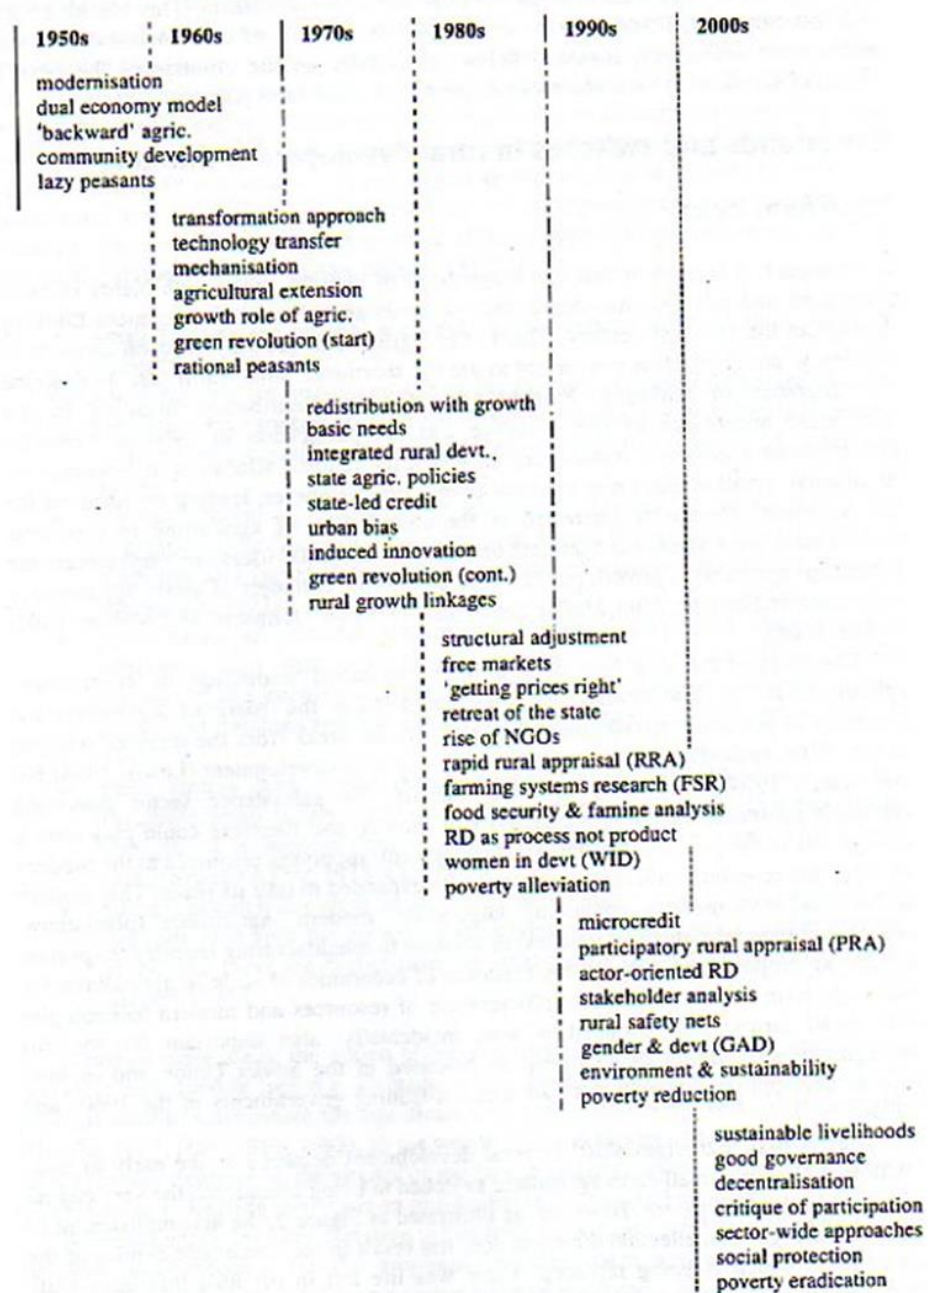 1950s 1960s 1970s 1980s 1990s 2000s
modernisation
dual economy model
'backward' agric.
community development
lazy peasants
transformation approach
technology transfer
mechanisation
agricultural extension
growth role of agric.
green revolution (start)
rational peasants
redistribution with growth
basic needs
integrated rural devt.
state agric. policies
state-led credit
urban bias
induced innovation
green revolution (cont.)
rural growth linkages
structural adjustment
free markets
'getting prices right'
retreat of the state
rise of NGOs
rapid rural appraisal (RRA)
farming systems research (FSR)
food security & famine analysis
RD as process not product
women in devt (WID)
poverty alleviation
microcredit
participatory rural appraisal (PRA)
actor-oriented RD
stakeholder analysis
rural safety nets
gender & devt (GAD)
environment & sustainability
poverty reduction
sustainable livelihoods
good governance
decentralisation
critique of participation
sector-wide approaches
social protection
poverty eradication